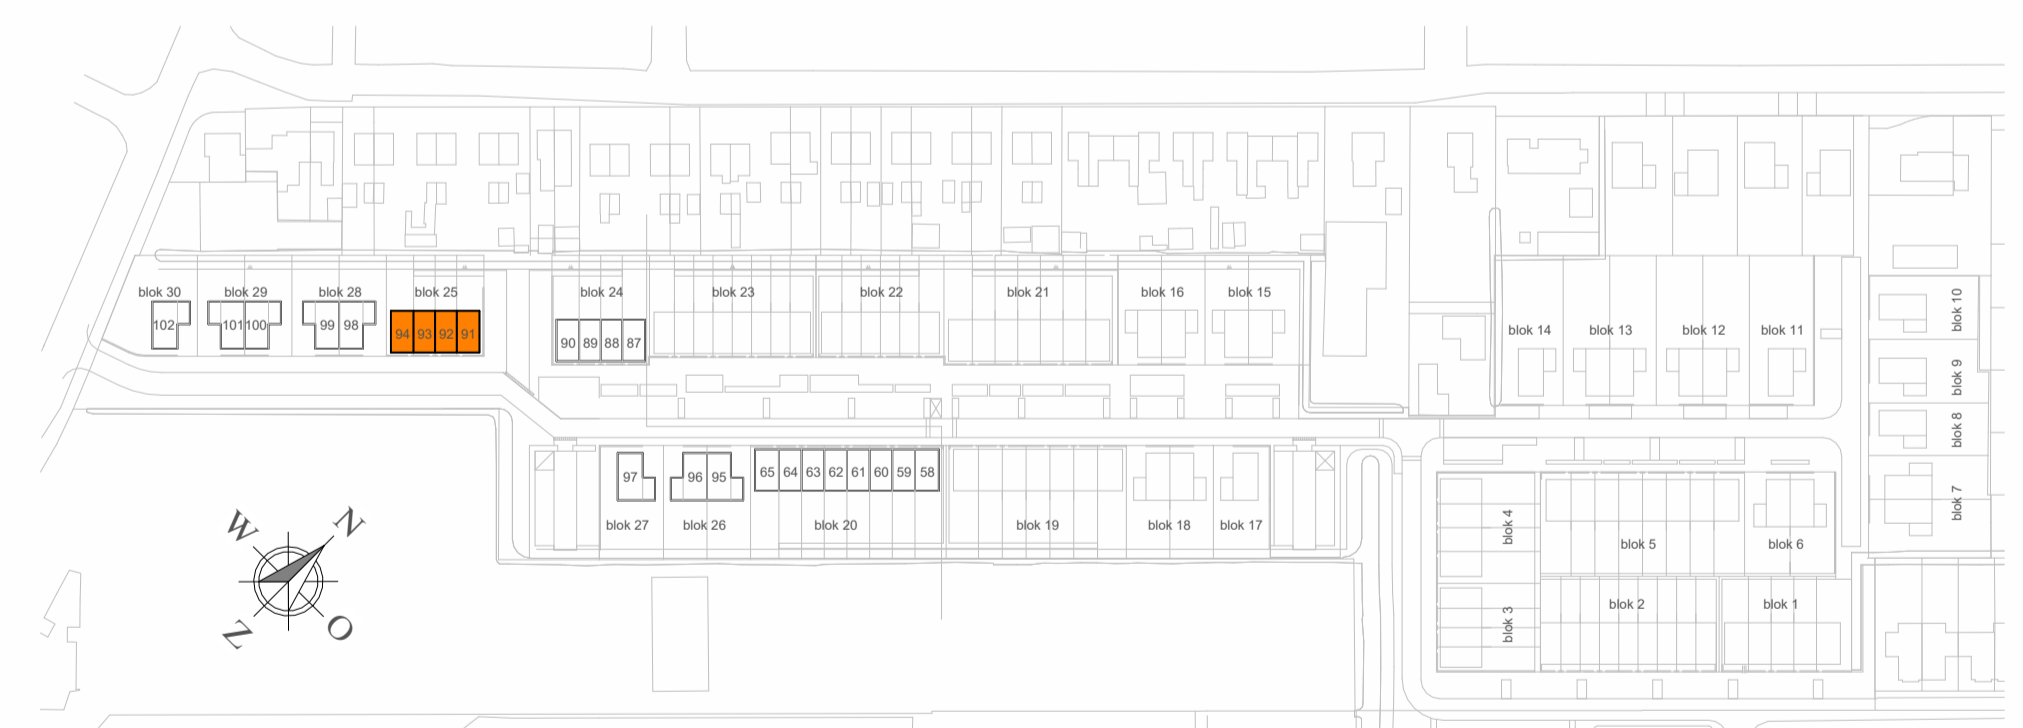 blok 30
blok 29
blok 28
blok 25
blok 24
blok 23
blok 22
blok 21
blok 16
blok 15
102
101 100
99 98
94 93 92 91
90 89 88 87
blok 14
blok 13
blok 12
blok 11
blok 10
blok 9
blok 8
blok 7
97
96 95
65 64 63 62 61 60 59 58
blok 27
blok 26
blok 20
blok 19
blok 18
blok 17
blok 4
blok 5
blok 6
blok 3
blok 2
blok 1
W
N
Z
O